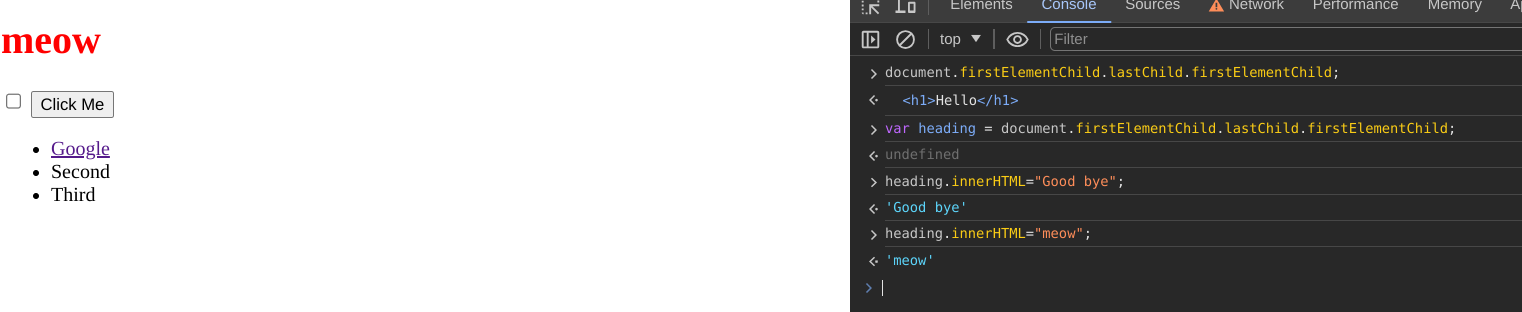 meow
Click Me
Google
Second
Third
Elements Console Sources Network Performance Memory
top Filter
document.firstElementChild.lastChild.firstElementChild;
<h1>Hello</h1>
var heading = document.firstElementChild.lastChild.firstElementChild;
undefined
heading.innerHTML="Good bye";
'Good bye'
heading.innerHTML="meow";
'meow'